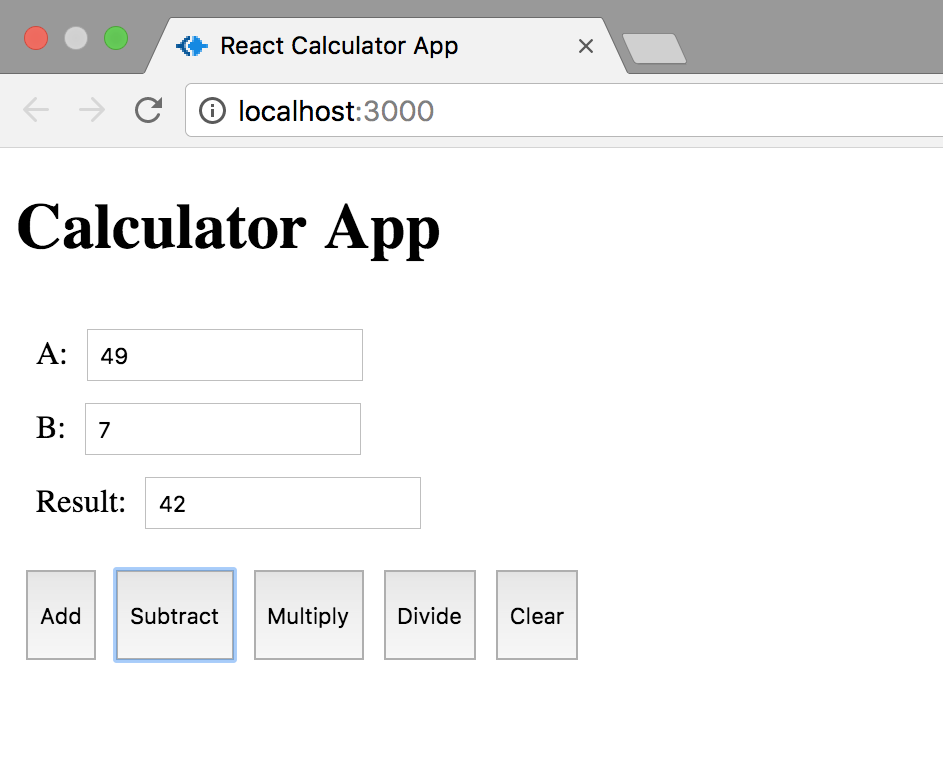 React Calculator App
localhost:3000
Calculator App
A: 49
B: 7
Result: 42
Add Subtract Multiply Divide Clear